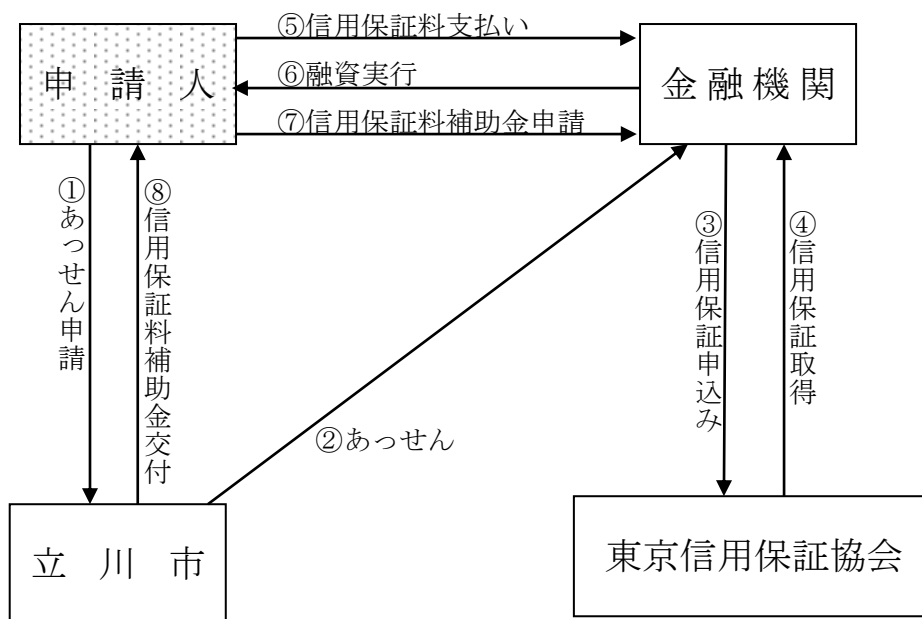 ⑤信用保証料支払い
申請人
⑥融資実行
金融機関
⑦信用保証料補助金申請
①あっせん申請
⑧信用保証料補助金交付
③信用保証申込み
④信用保証取得
②あっせん
立川市
東京信用保証協会